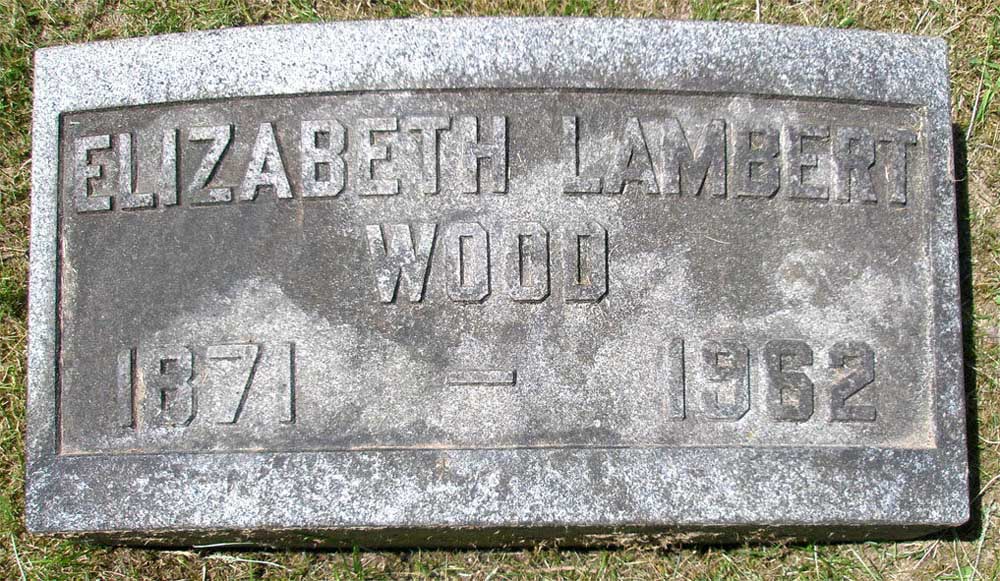 ELIZABETH LAMBERT
WOOD
1871 — 1962